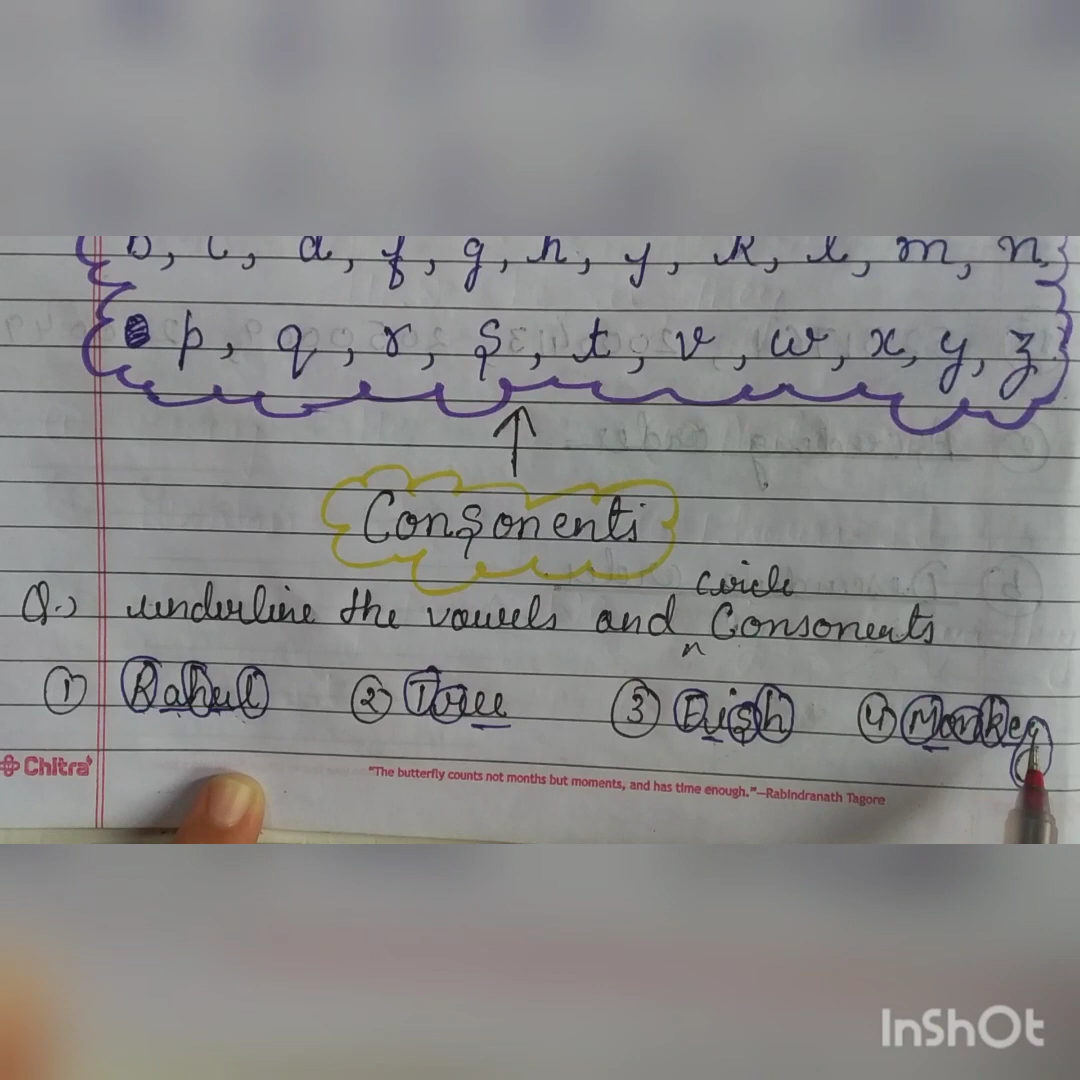 b, c, d, f, g, h, y, k, l, m, n,
p, q, r, s, t, v, w, x, y, z
Consonents
circle
Q.) underline the vowels and ^ Consonents
① Rahul ② Tree ③ Fish ④ Monkey
Chitra
"The butterfly counts not months but moments, and has time enough."—Rabindranath Tagore
InShOt